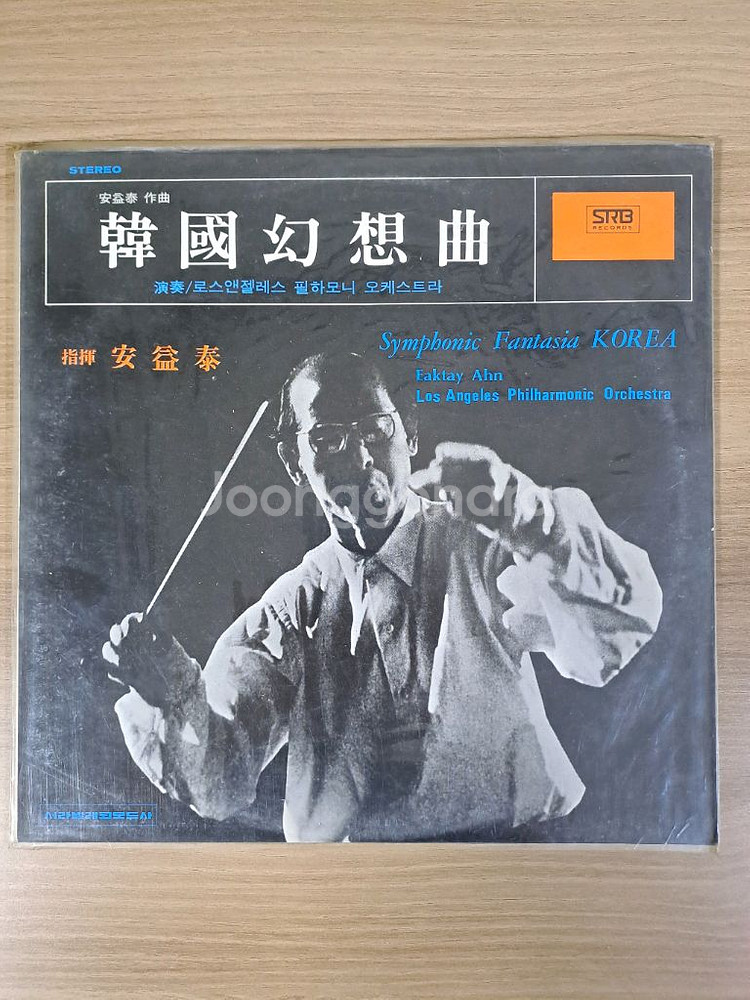 STEREO
安益泰 作曲
韓國幻想曲
演奏/로스앤젤레스 필하모니 오케스트라
SRB
RECORDS
指揮 安益泰
Symphonic Fantasia KOREA
Eaktay Ahn
Los Angeles Philharmonic Orchestra
Joonggonara
서라벌레코오드사